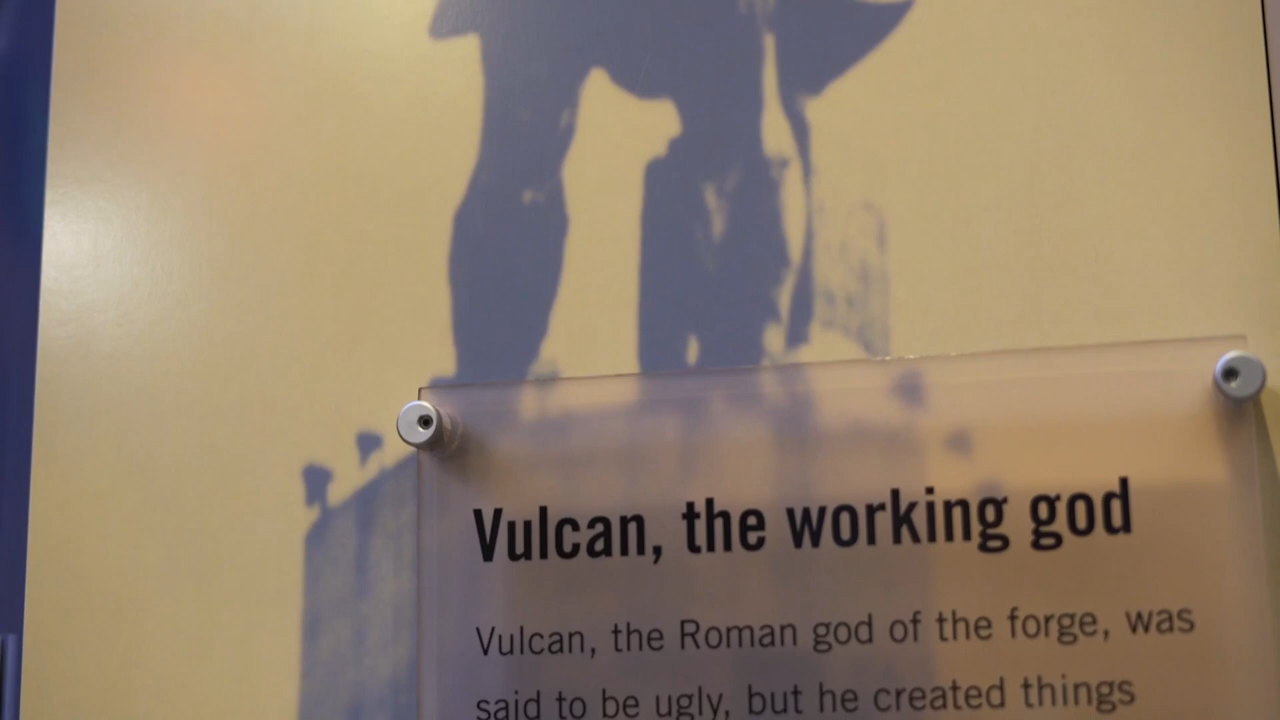 Vulcan, the working god
Vulcan, the Roman god of the forge, was
said to be ugly, but he created things